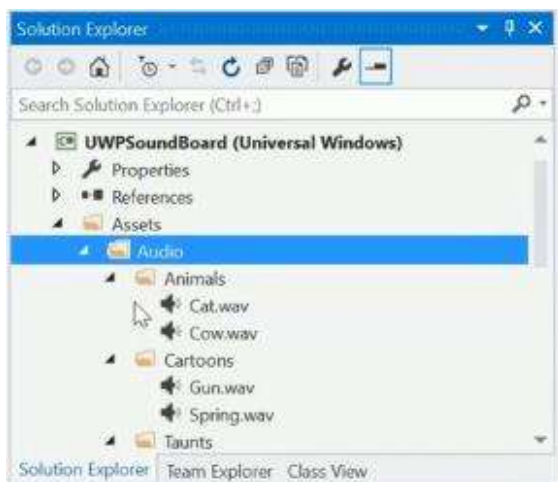 Solution Explorer
Search Solution Explorer (Ctrl+;)
UWPSoundBoard (Universal Windows)
Properties
References
Assets
Audio
Animals
Cat.wav
Cow.wav
Cartoons
Gun.wav
Spring.wav
Taunts
Solution Explorer Team Explorer Class View